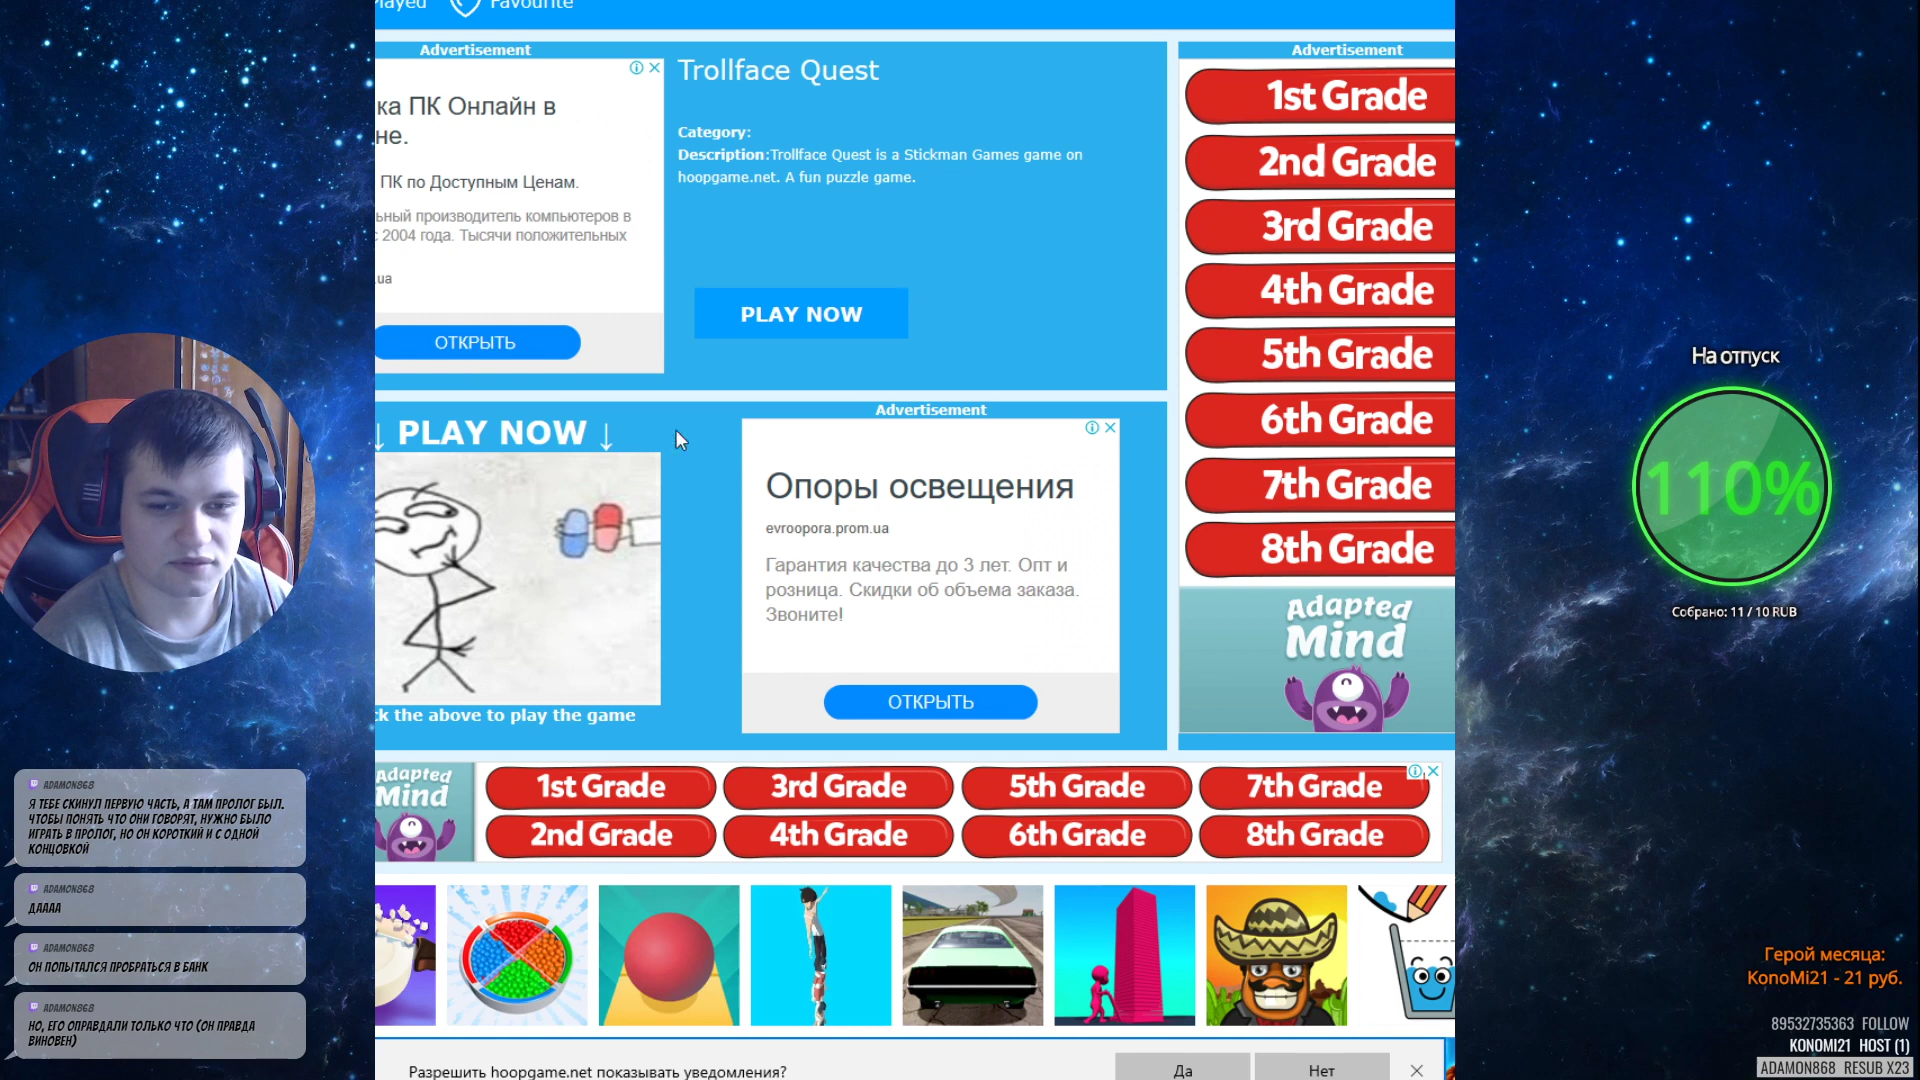 Favourite
Advertisement
ка ПК Онлайн в
не.
ПК по Доступным Ценам.
ьный производитель компьютеров в
с 2004 года. Тысячи положительных
ua
ОТКРЫТЬ
Trollface Quest
Category:
Description:Trollface Quest is a Stickman Games game on
hoopgame.net. A fun puzzle game.
PLAY NOW
Advertisement
1st Grade
2nd Grade
3rd Grade
4th Grade
5th Grade
6th Grade
7th Grade
8th Grade
Adapted
Mind
↓ PLAY NOW ↓
ck the above to play the game
Advertisement
Опоры освещения
evroopora.prom.ua
Гарантия качества до 3 лет. Опт и
розница. Скидки об объема заказа.
Звоните!
ОТКРЫТЬ
Adapted
Mind
1st Grade 3rd Grade 5th Grade 7th Grade
2nd Grade 4th Grade 6th Grade 8th Grade
Разрешить hoopgame.net показывать уведомления?
Да
Нет
ADAMON868
Я ТЕБЕ СКИНУЛ ПЕРВУЮ ЧАСТЬ, А ТАМ ПРОЛОГ БЫЛ.
ЧТОБЫ ПОНЯТЬ ЧТО ОНИ ГОВОРЯТ, НУЖНО БЫЛО
ИГРАТЬ В ПРОЛОГ, НО ОН КОРОТКИЙ И С ОДНОЙ
КОНЦОВКОЙ
ADAMON868
ДАААА
ADAMON868
ОН ПОПЫТАЛСЯ ПРОБРАТЬСЯ В БАНК
ADAMON868
НО, ЕГО ОПРАВДАЛИ ТОЛЬКО ЧТО (ОН ПРАВДА
ВИНОВЕН)
На отпуск
110%
Собрано: 11 / 10 RUB
Герой месяца:
KonoMi21 - 21 руб.
89532735363 FOLLOW
KONOMI21 HOST (1)
ADAMON868 RESUB X23